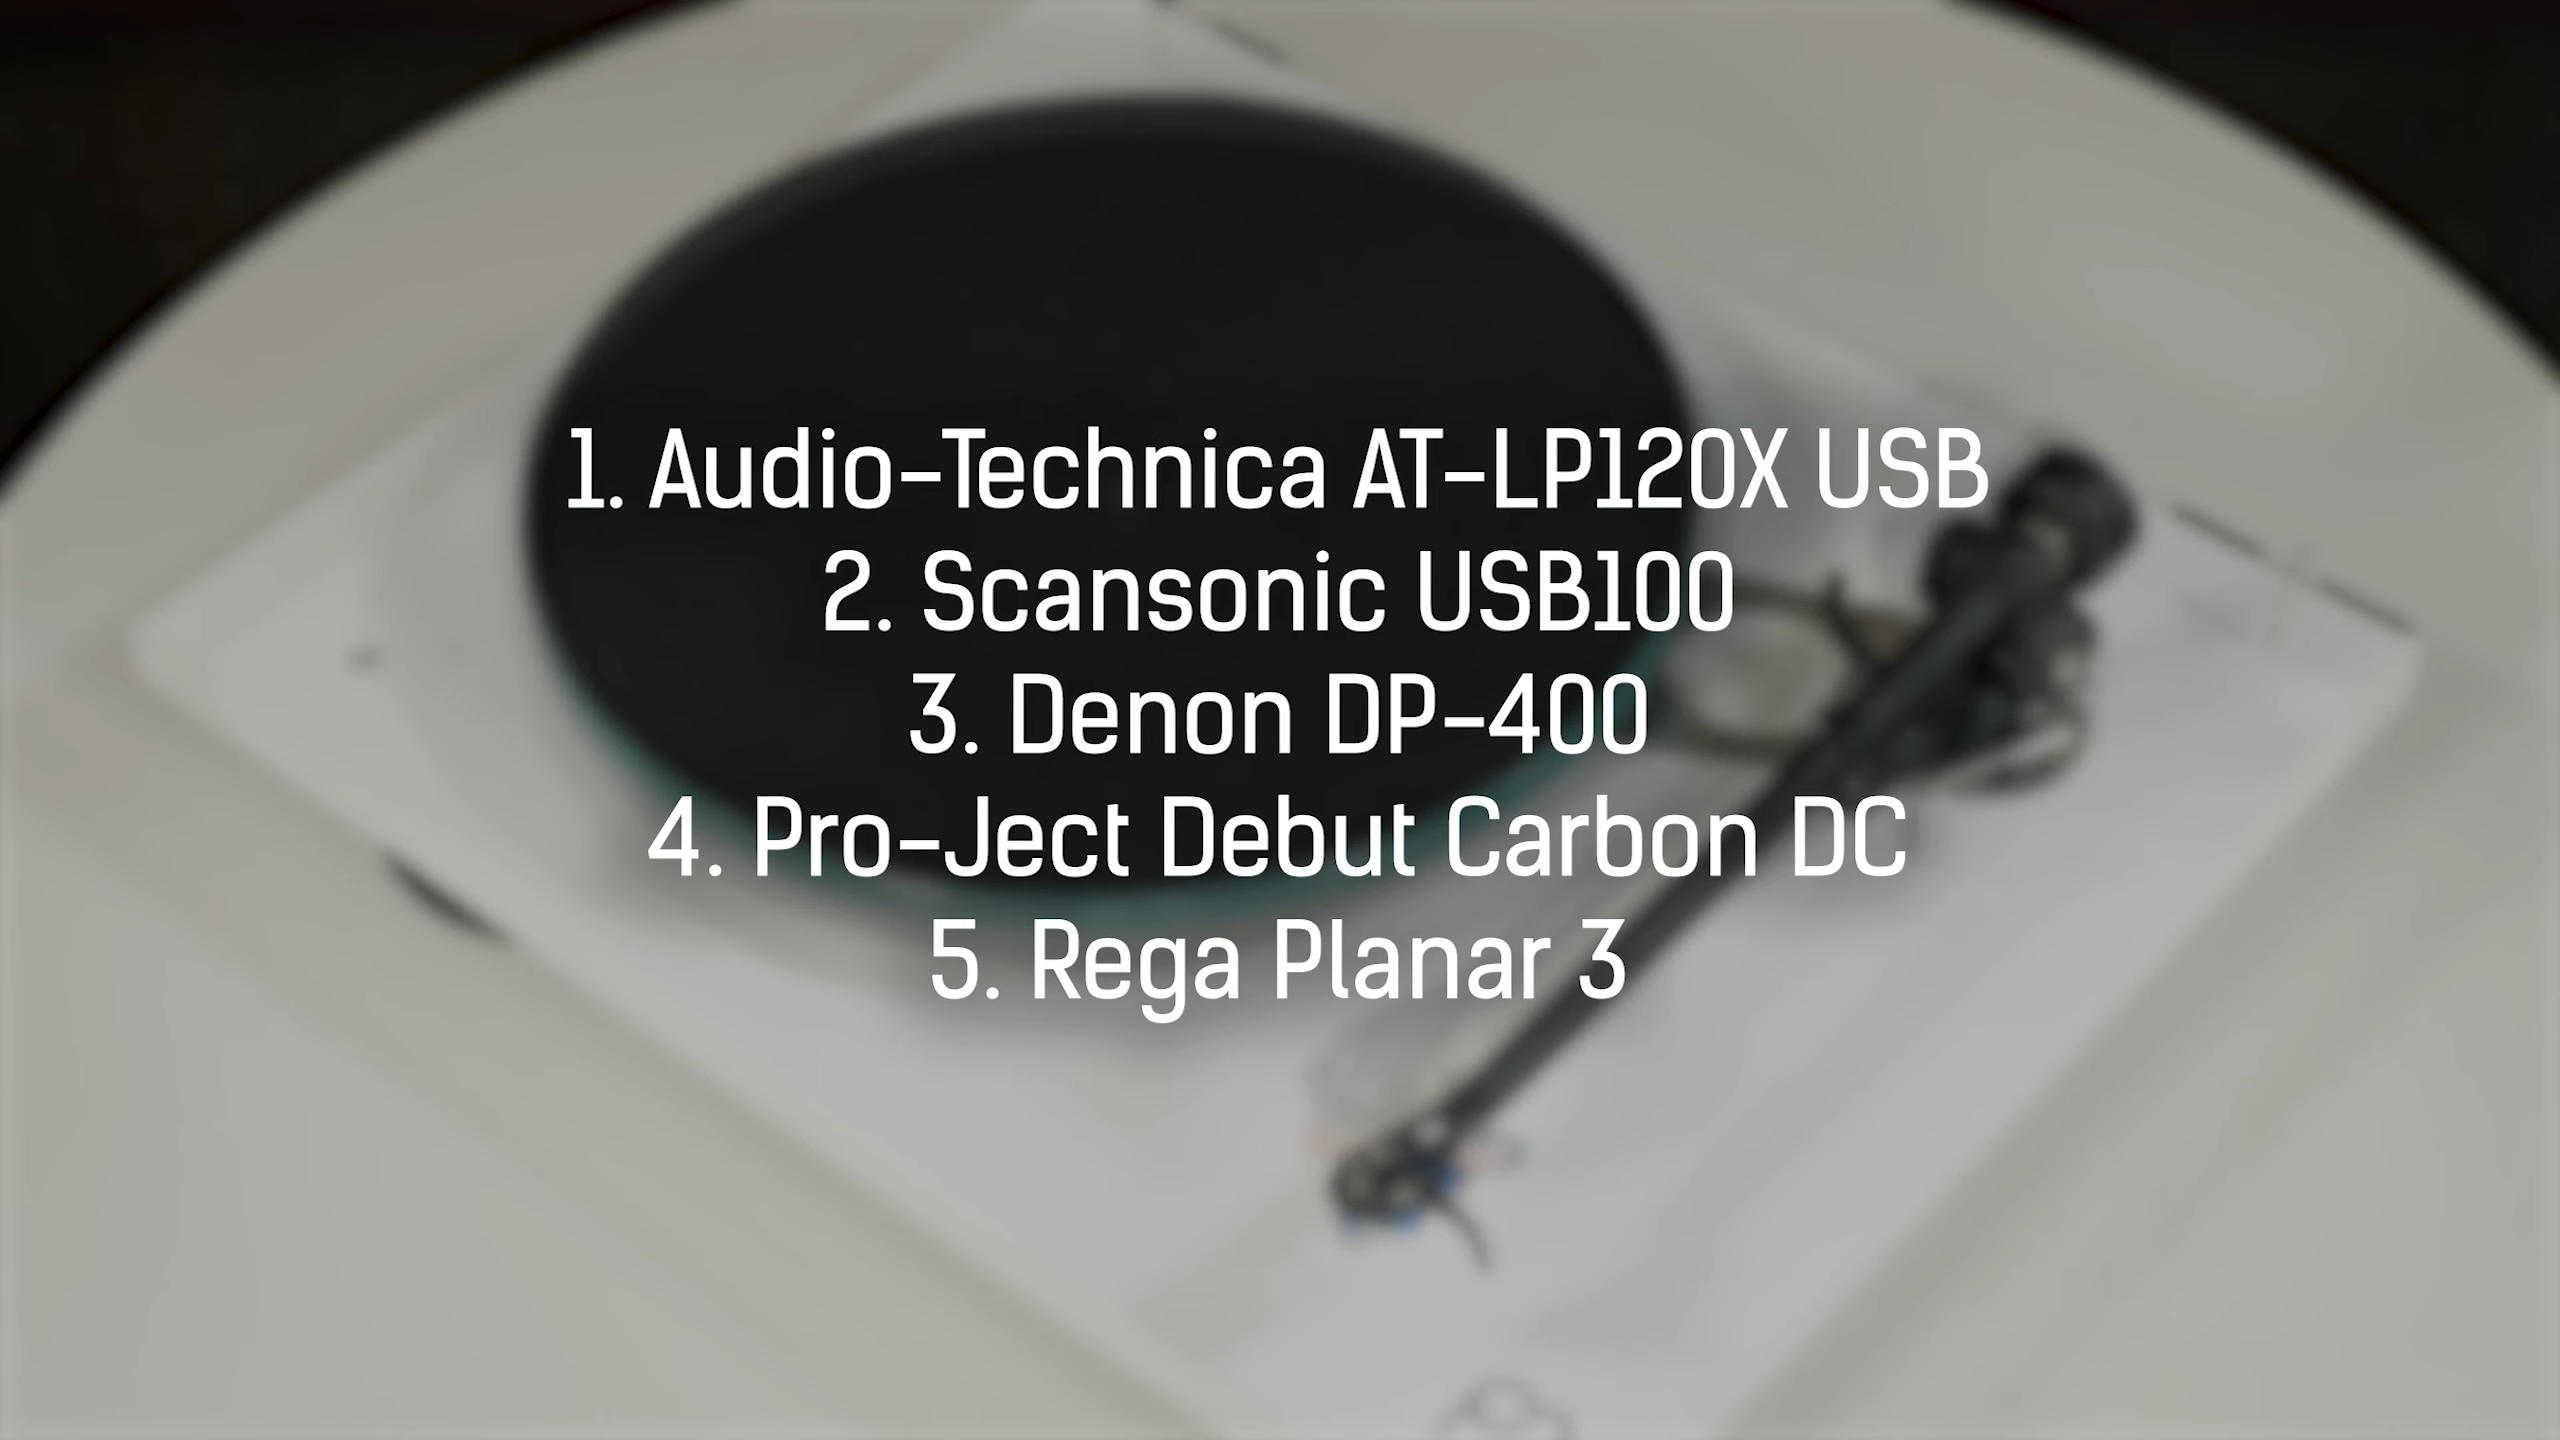 1. Audio-Technica AT-LP120X USB
2. Scansonic USB100
3. Denon DP-400
4. Pro-Ject Debut Carbon DC
5. Rega Planar 3